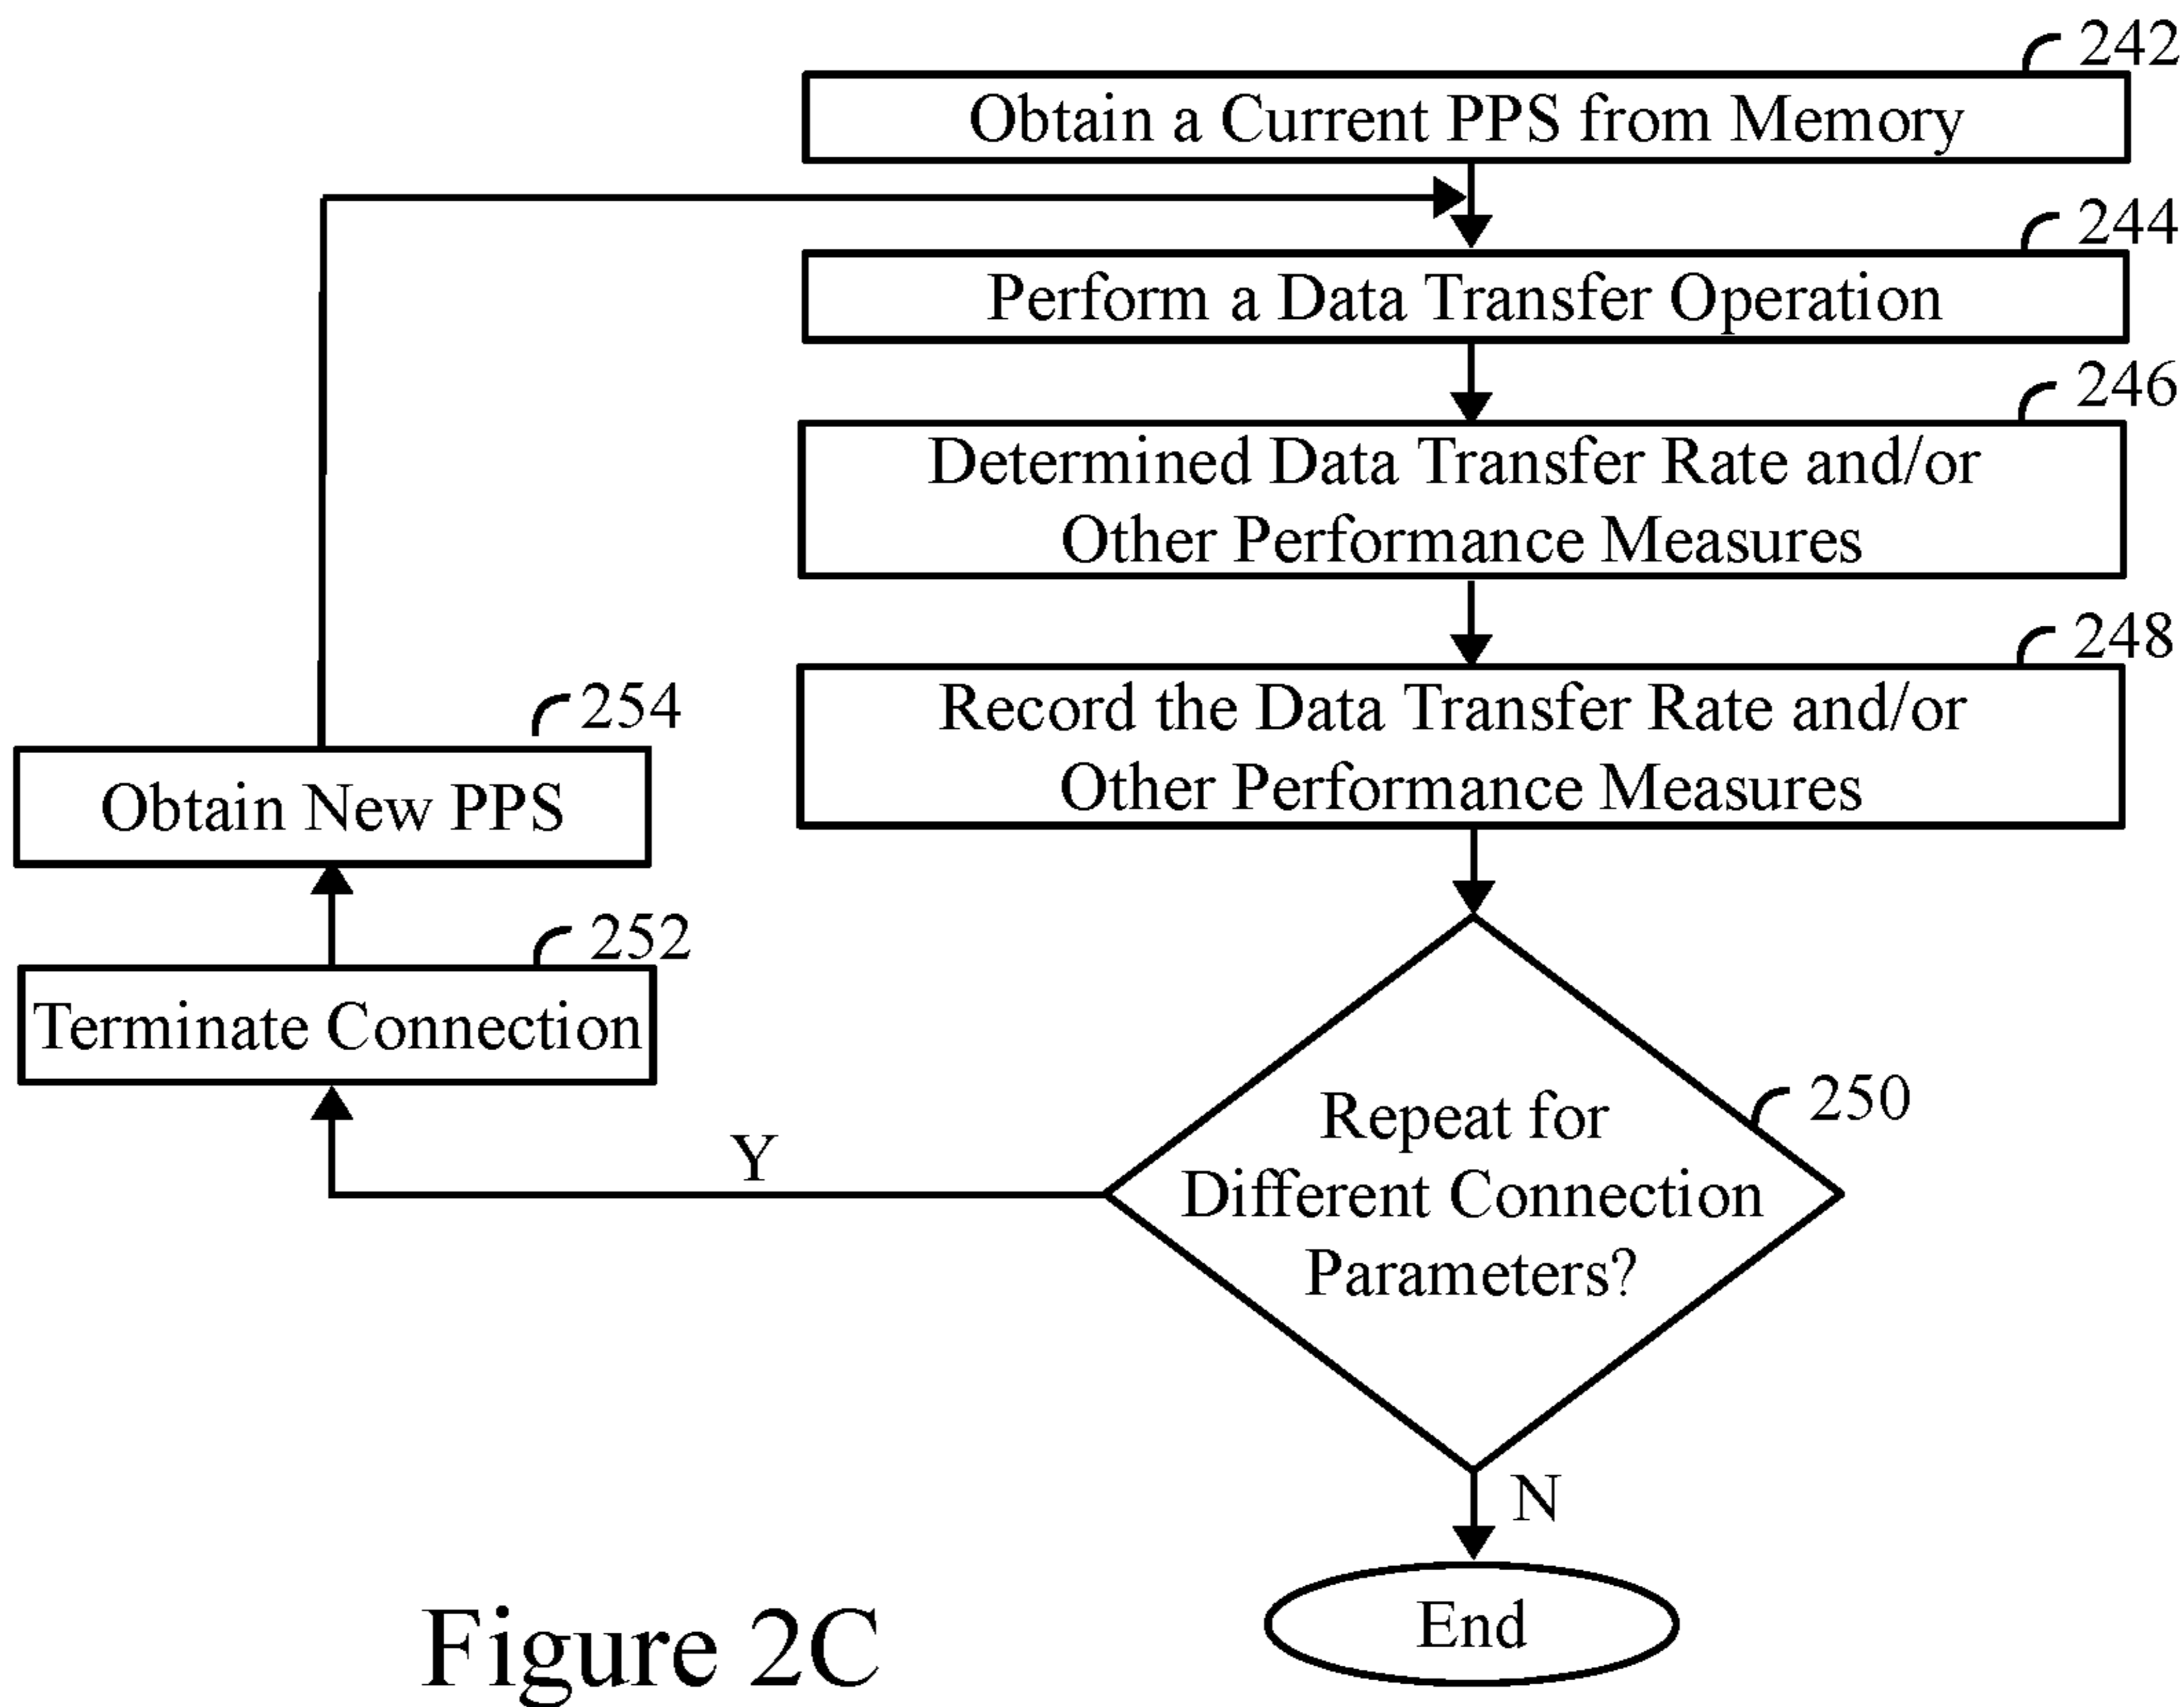 242
Obtain a Current PPS from Memory
244
Perform a Data Transfer Operation
246
Determined Data Transfer Rate and/or
Other Performance Measures
248
Record the Data Transfer Rate and/or
Other Performance Measures
254
Obtain New PPS
252
Terminate Connection
250
Repeat for
Different Connection
Parameters?
Y
N
End
Figure 2C